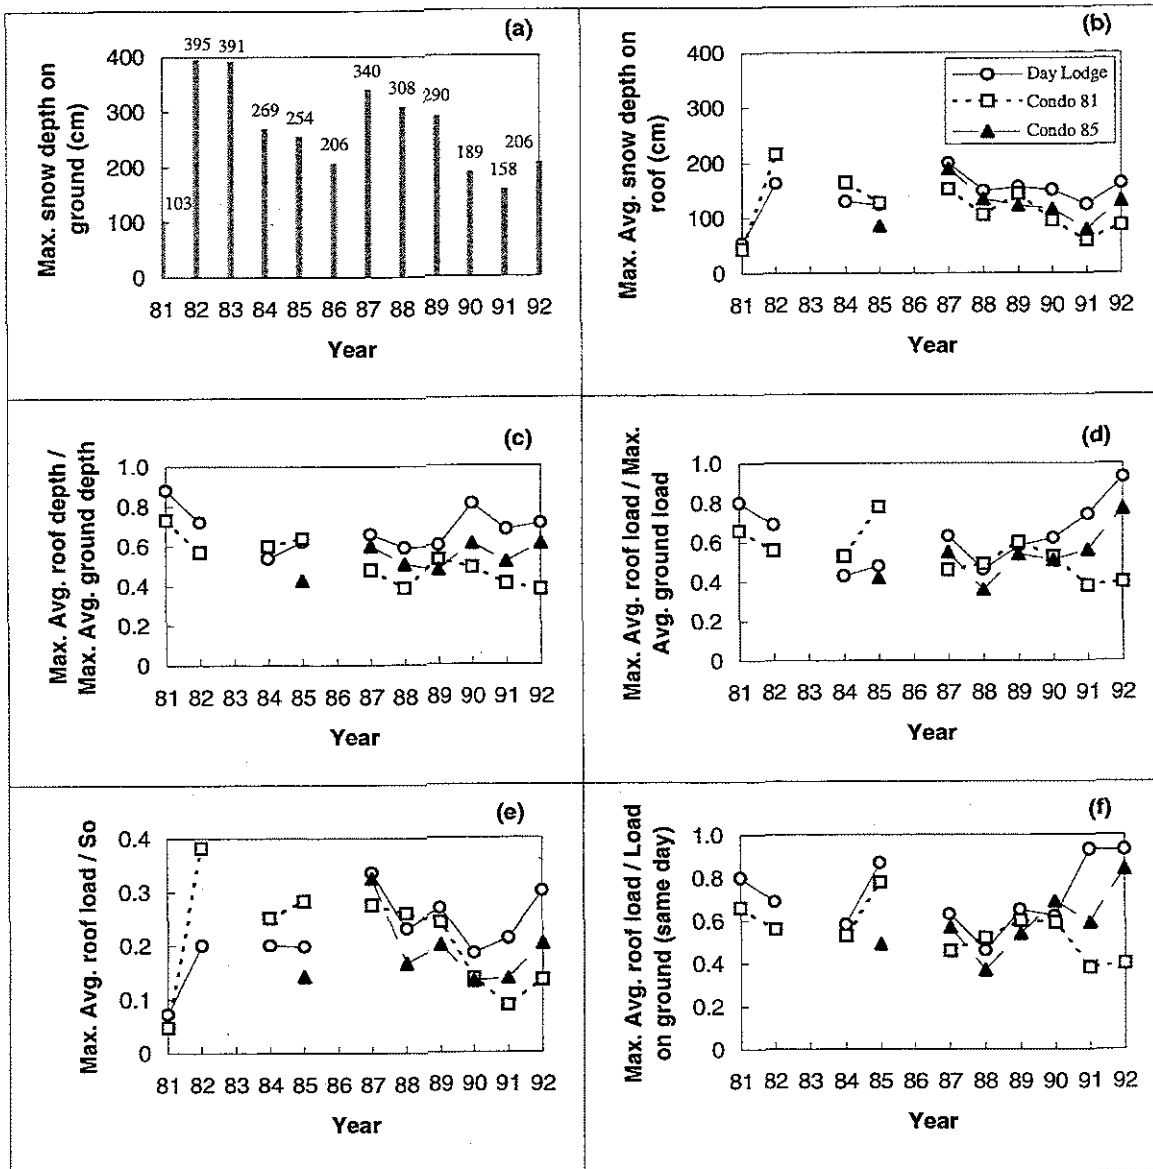 (a)
Max. snow depth on
ground (cm)
400
300
200
100
0
103
395
391
269
254
206
340
308
290
189
158
206
81 82 83 84 85 86 87 88 89 90 91 92
Year
(b)
Max. Avg. snow depth on
roof (cm)
400
300
200
100
0
Day Lodge
Condo 81
Condo 85
81 82 83 84 85 86 87 88 89 90 91 92
Year
(c)
Max. Avg. roof depth /
Max. Avg. ground depth
1.0
0.8
0.6
0.4
0.2
0
81 82 83 84 85 86 87 88 89 90 91 92
Year
(d)
Max. Avg. roof load / Max.
Avg. ground load
1.0
0.8
0.6
0.4
0.2
0
81 82 83 84 85 86 87 88 89 90 91 92
Year
(e)
Max. Avg. roof load / So
0.4
0.3
0.2
0.1
0
81 82 83 84 85 86 87 88 89 90 91 92
Year
(f)
Max. Avg. roof load / Load
on ground (same day)
1.0
0.8
0.6
0.4
0.2
0
81 82 83 84 85 86 87 88 89 90 91 92
Year